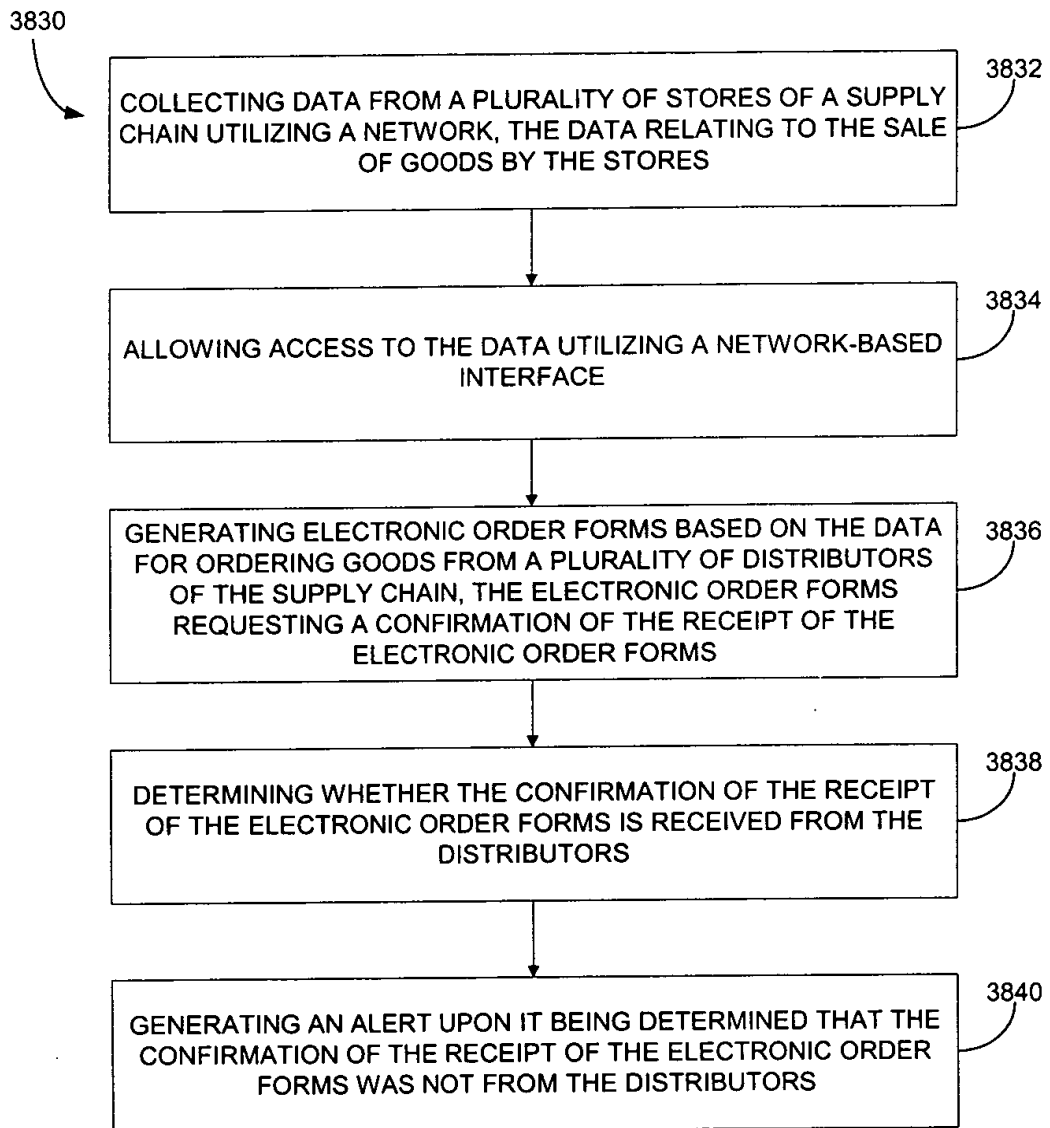 3830
3832
COLLECTING DATA FROM A PLURALITY OF STORES OF A SUPPLY
CHAIN UTILIZING A NETWORK, THE DATA RELATING TO THE SALE
OF GOODS BY THE STORES
3834
ALLOWING ACCESS TO THE DATA UTILIZING A NETWORK-BASED
INTERFACE
3836
GENERATING ELECTRONIC ORDER FORMS BASED ON THE DATA
FOR ORDERING GOODS FROM A PLURALITY OF DISTRIBUTORS
OF THE SUPPLY CHAIN, THE ELECTRONIC ORDER FORMS
REQUESTING A CONFIRMATION OF THE RECEIPT OF THE
ELECTRONIC ORDER FORMS
3838
DETERMINING WHETHER THE CONFIRMATION OF THE RECEIPT
OF THE ELECTRONIC ORDER FORMS IS RECEIVED FROM THE
DISTRIBUTORS
3840
GENERATING AN ALERT UPON IT BEING DETERMINED THAT THE
CONFIRMATION OF THE RECEIPT OF THE ELECTRONIC ORDER
FORMS WAS NOT FROM THE DISTRIBUTORS